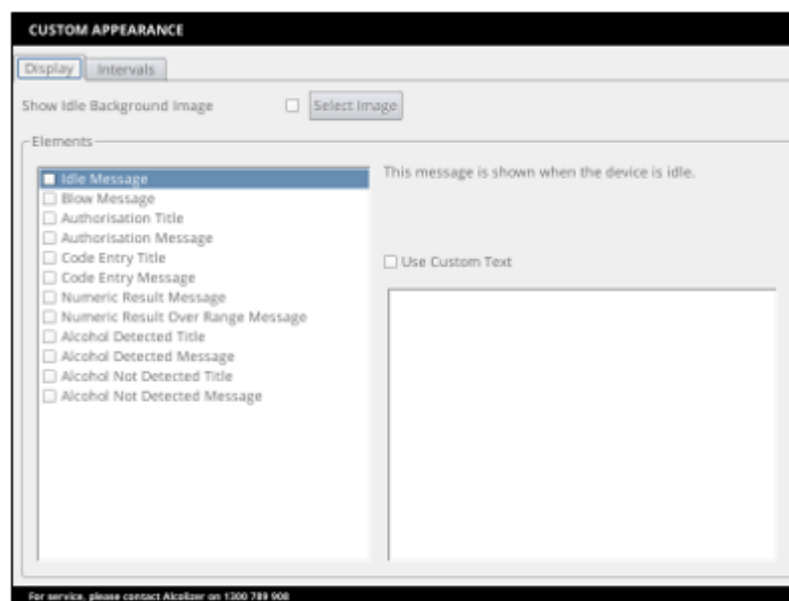 CUSTOM APPEARANCE
Display Intervals
Show Idle Background Image Select Image
Elements
Idle Message
Blow Message
Authorisation Title
Authorisation Message
Code Entry Title
Code Entry Message
Numeric Result Message
Numeric Result Over Range Message
Alcohol Detected Title
Alcohol Detected Message
Alcohol Not Detected Title
Alcohol Not Detected Message
This message is shown when the device is idle.
Use Custom Text
For service, please contact Alcolizer on 1300 789 908